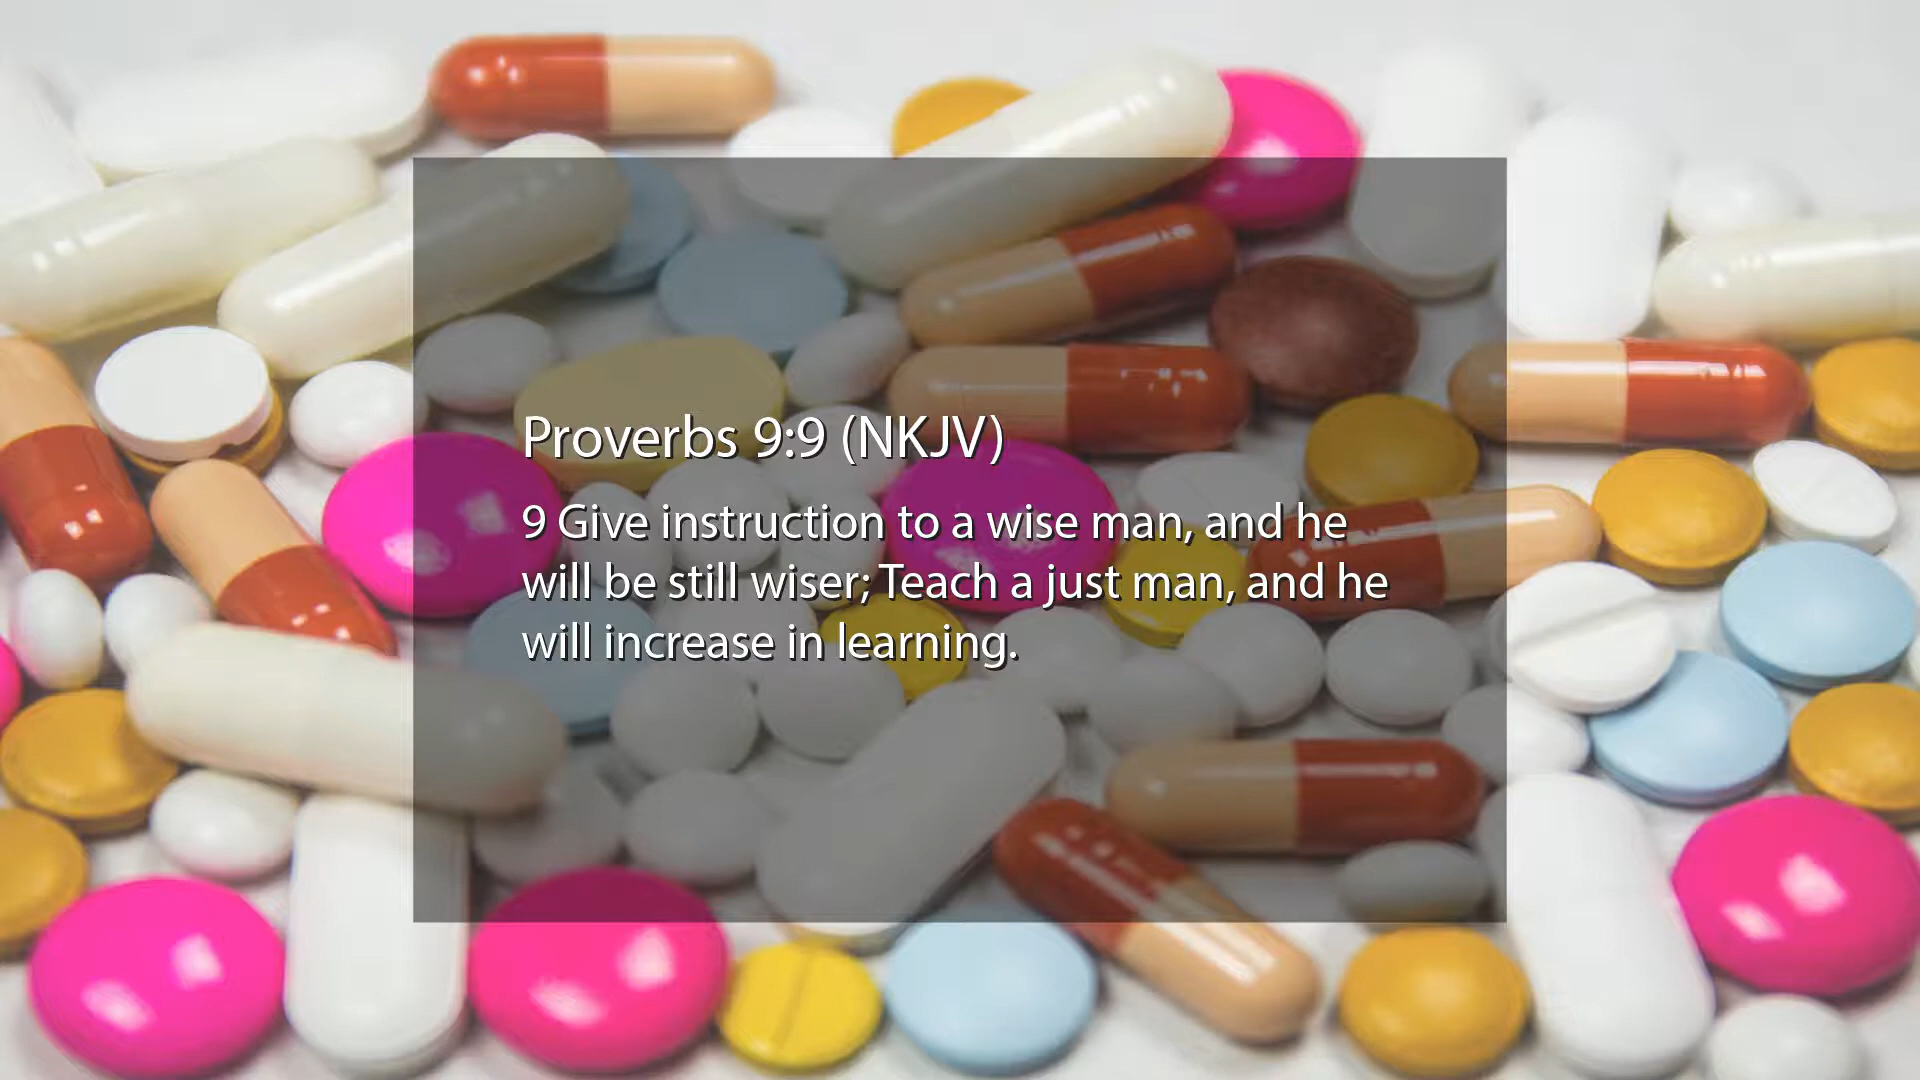 Proverbs 9:9 (NKJV)
9 Give instruction to a wise man, and he
will be still wiser; Teach a just man, and he
will increase in learning.